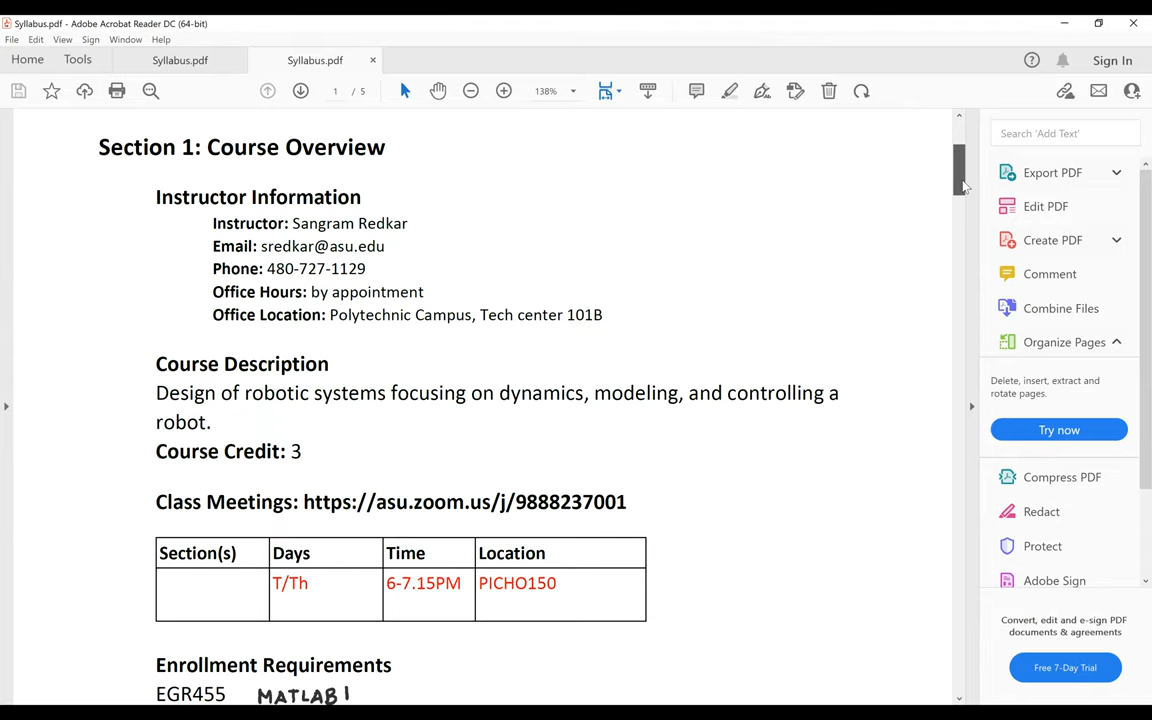 Syllabus.pdf - Adobe Acrobat Reader DC (64-bit)
File Edit View Sign Window Help
Home Tools Syllabus.pdf Syllabus.pdf × Sign In
1 / 5 138%
Section 1: Course Overview
Instructor Information
Instructor: Sangram Redkar
Email: sredkar@asu.edu
Phone: 480-727-1129
Office Hours: by appointment
Office Location: Polytechnic Campus, Tech center 101B
Course Description
Design of robotic systems focusing on dynamics, modeling, and controlling a
robot.
Course Credit: 3
Class Meetings: https://asu.zoom.us/j/9888237001
Section(s) Days Time Location
T/Th 6-7.15PM PICHO150
Enrollment Requirements
EGR455 MATLAB
Search 'Add Text'
Export PDF
Edit PDF
Create PDF
Comment
Combine Files
Organize Pages
Delete, insert, extract and
rotate pages.
Try now
Compress PDF
Redact
Protect
Adobe Sign
Convert, edit and e-sign PDF
documents & agreements
Free 7-Day Trial